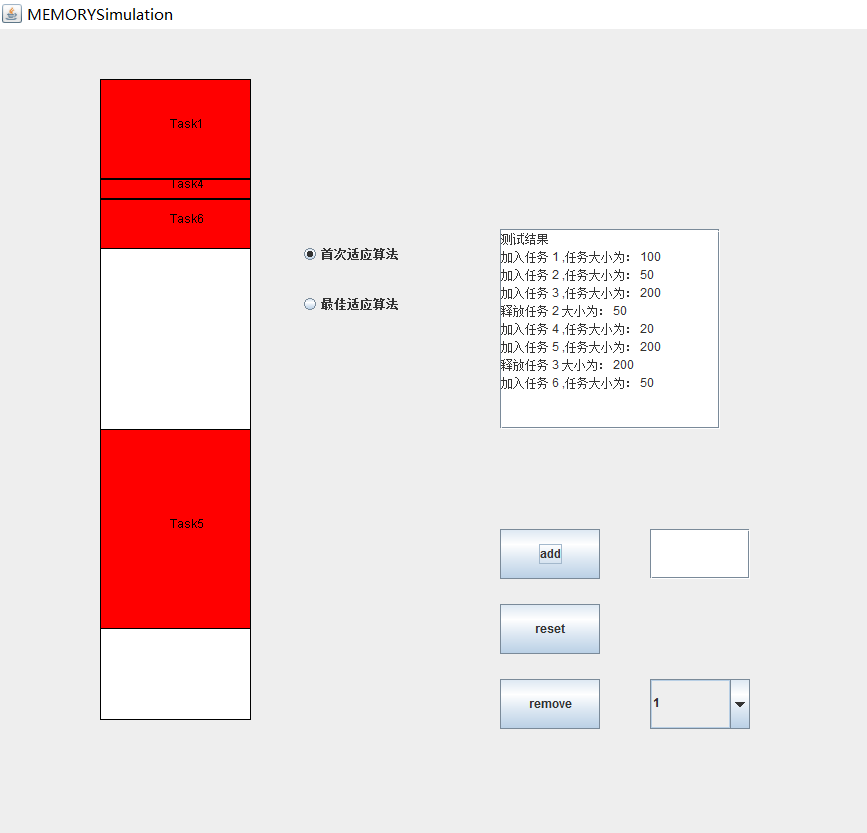 MEMORYSimulation
Task1
Task4
Task6
Task5
首次适应算法
最佳适应算法
测试结果
加入任务 1 ,任务大小为： 100
加入任务 2 ,任务大小为： 50
加入任务 3 ,任务大小为： 200
释放任务 2 大小为： 50
加入任务 4 ,任务大小为： 20
加入任务 5 ,任务大小为： 200
释放任务 3 大小为： 200
加入任务 6 ,任务大小为： 50
add
reset
remove
1